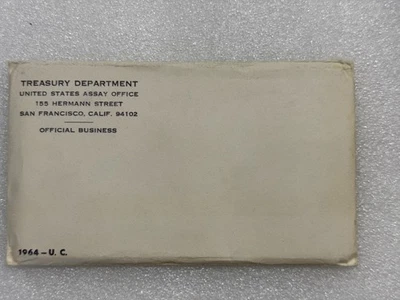 TREASURY DEPARTMENT
UNITED STATES ASSAY OFFICE
155 HERMANN STREET
SAN FRANCISCO, CALIF. 94102
OFFICIAL BUSINESS
1964 – U. C.